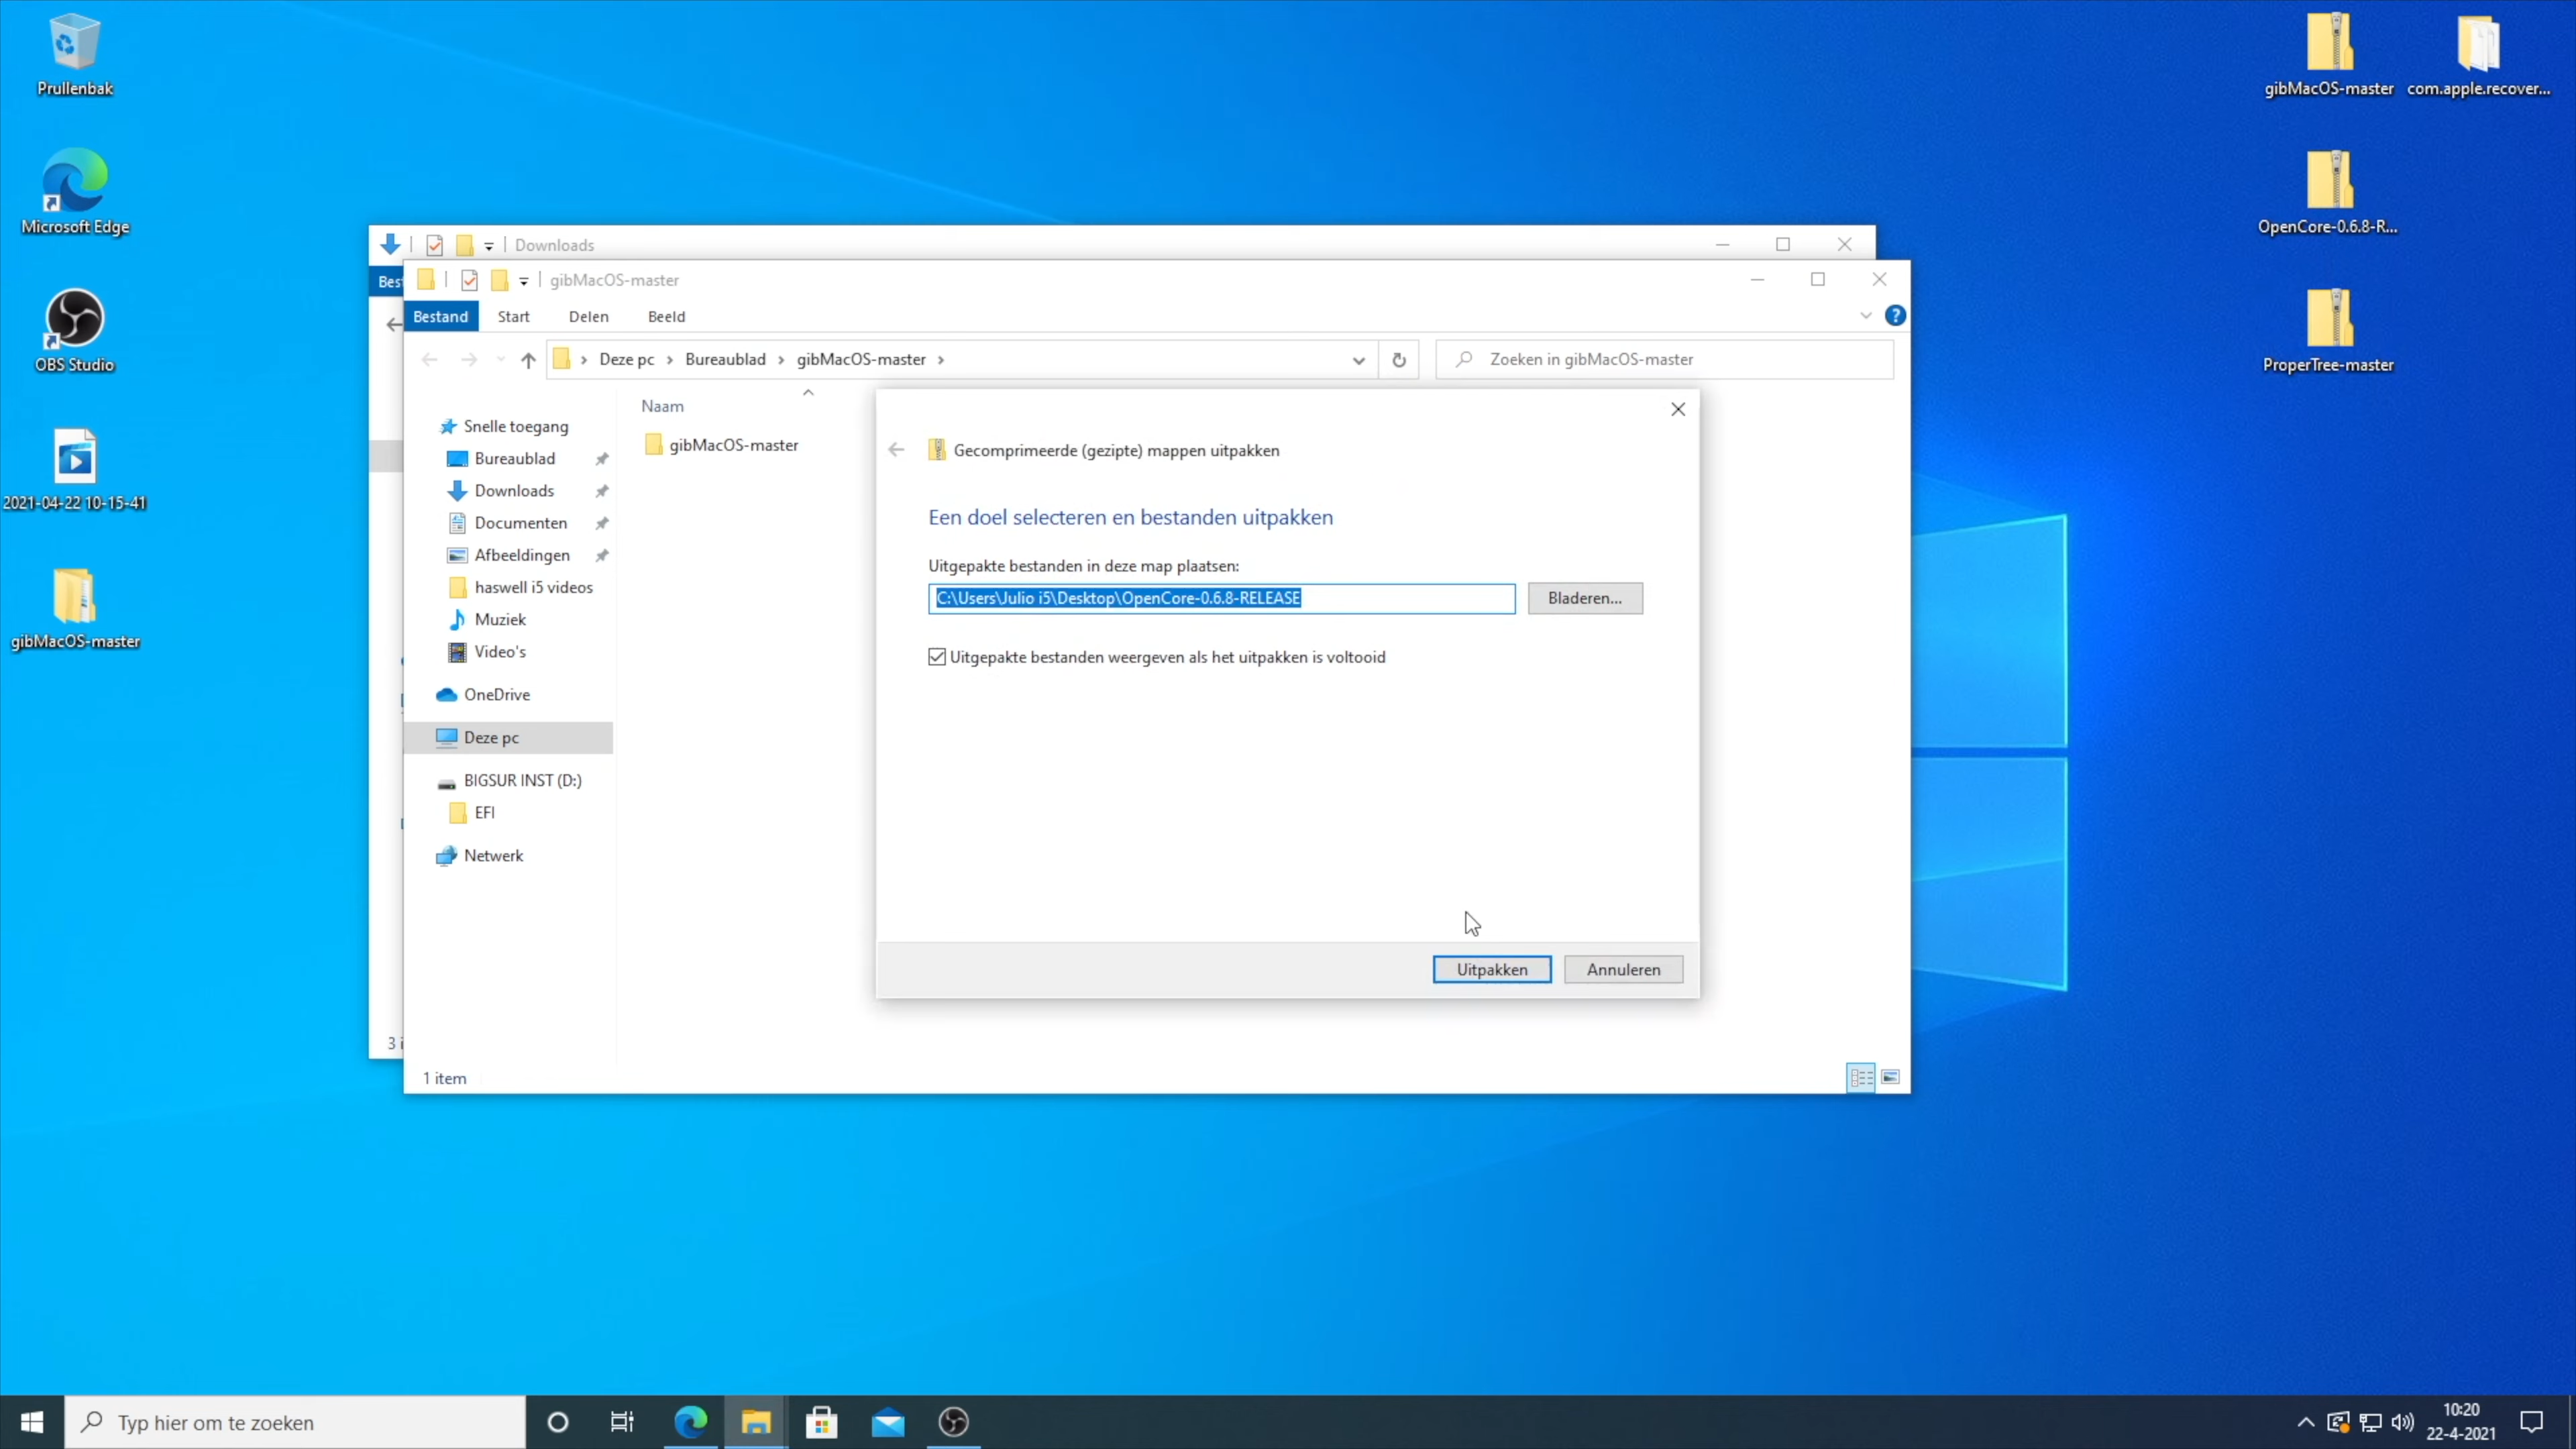 Prullenbak
Microsoft Edge
OBS Studio
2021-04-22 10-15-41
gibMacOS-master
gibMacOS-master
com.apple.recover...
OpenCore-0.6.8-R...
ProperTree-master
Downloads
Best
gibMacOS-master
Bestand Start Delen Beeld
Deze pc Bureaublad gibMacOS-master
Zoeken in gibMacOS-master
Snelle toegang
Bureaublad
Downloads
Documenten
Afbeeldingen
haswell i5 videos
Muziek
Video's
OneDrive
Deze pc
BIGSUR INST (D:)
EFI
Netwerk
Naam
gibMacOS-master
Gecomprimeerde (gezipte) mappen uitpakken
Een doel selecteren en bestanden uitpakken
Uitgepakte bestanden in deze map plaatsen:
C:\Users\Julio i5\Desktop\OpenCore-0.6.8-RELEASE
Bladeren...
Uitgepakte bestanden weergeven als het uitpakken is voltooid
Uitpakken Annuleren
3 i
1 item
Typ hier om te zoeken
10:20
22-4-2021